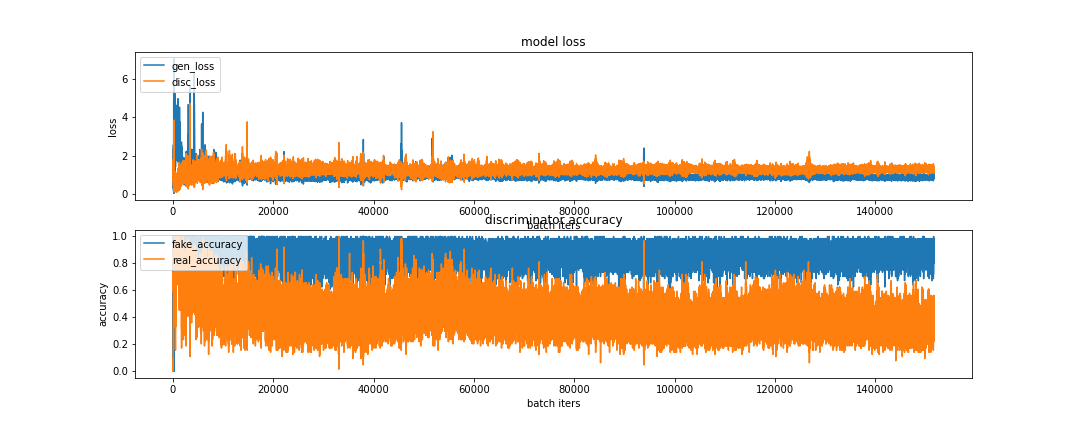 model loss
gen_loss
disc_loss
loss
6
4
2
0
0 20000 40000 60000 80000 100000 120000 140000
batch iters
discriminator accuracy
fake_accuracy
real_accuracy
accuracy
1.0
0.8
0.6
0.4
0.2
0.0
0 20000 40000 60000 80000 100000 120000 140000
batch iters